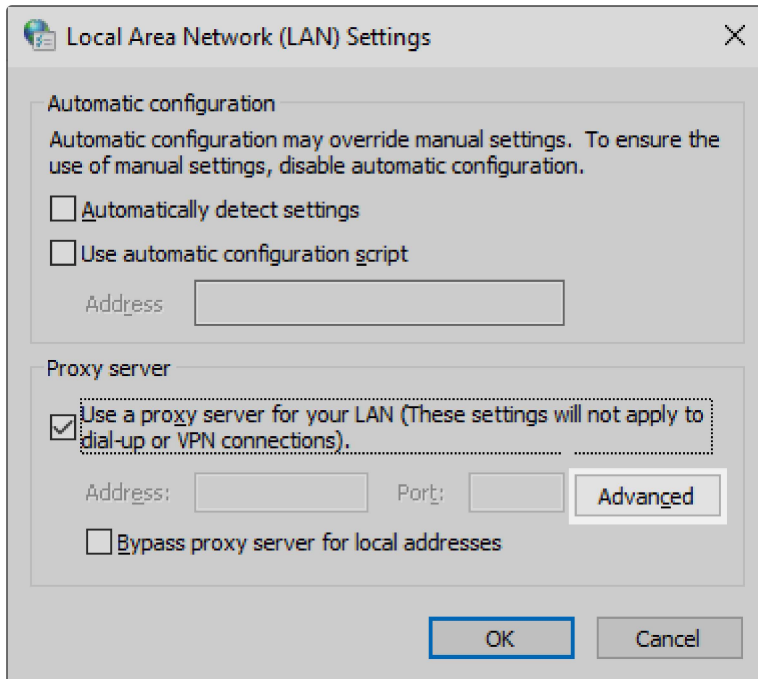 Local Area Network (LAN) Settings
Automatic configuration
Automatic configuration may override manual settings. To ensure the
use of manual settings, disable automatic configuration.
Automatically detect settings
Use automatic configuration script
Address
Proxy server
Use a proxy server for your LAN (These settings will not apply to
dial-up or VPN connections).
Address: Port: Advanced
Bypass proxy server for local addresses
OK Cancel